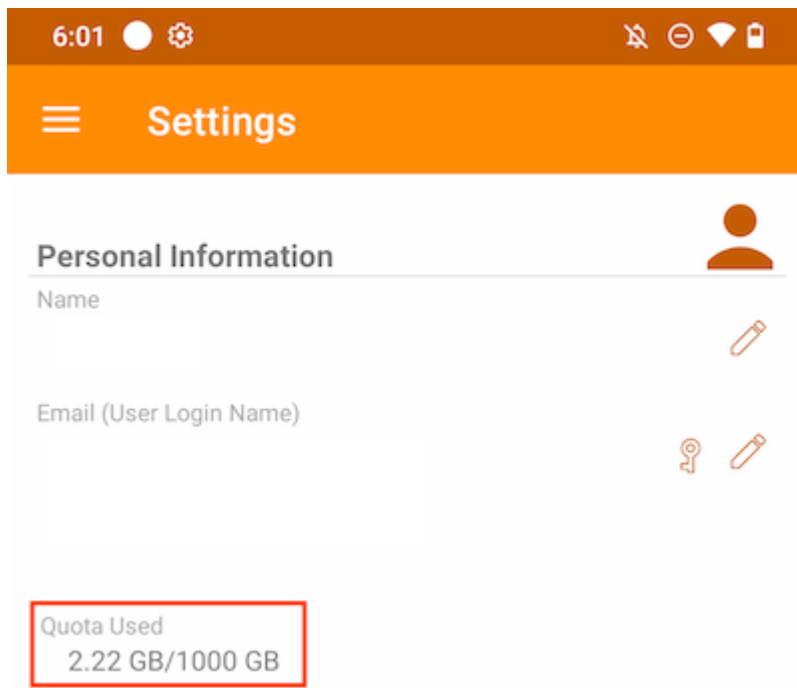 6:01
Settings
Personal Information
Name
Email (User Login Name)
Quota Used
2.22 GB/1000 GB